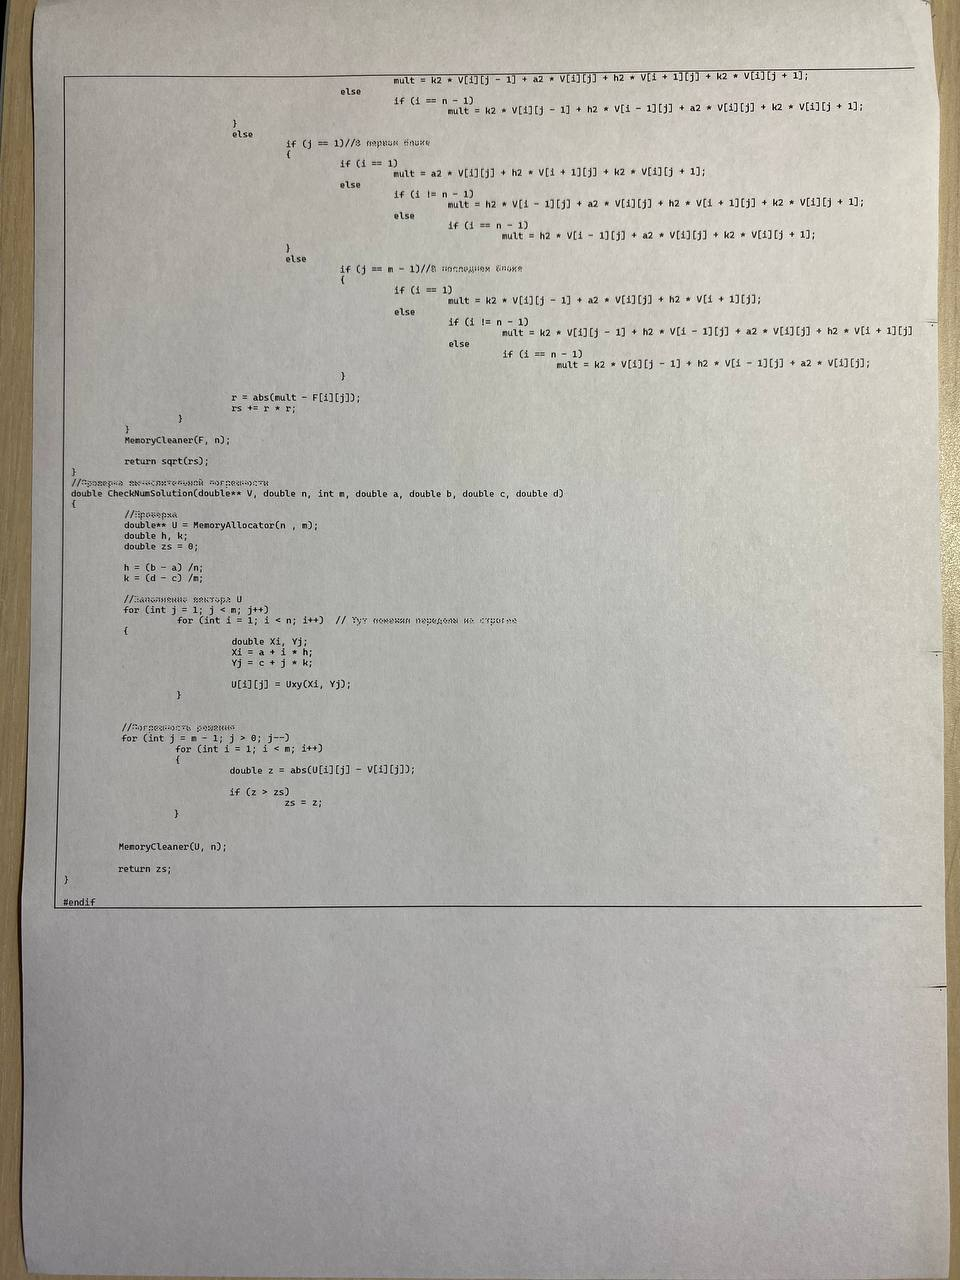 mult = k2 * V[i][j - 1] + a2 * V[i][j] + h2 * V[i + 1][j] + k2 * V[i][j + 1];
else
if (i == n - 1)
mult = k2 * V[i][j - 1] + h2 * V[i - 1][j] + a2 * V[i][j] + k2 * V[i][j + 1];
}
else
if (j == 1)//В первом блоке
{
if (i == 1)
mult = a2 * V[i][j] + h2 * V[i + 1][j] + k2 * V[i][j + 1];
else
if (i != n - 1)
mult = h2 * V[i - 1][j] + a2 * V[i][j] + h2 * V[i + 1][j] + k2 * V[i][j + 1];
else
if (i == n - 1)
mult = h2 * V[i - 1][j] + a2 * V[i][j] + k2 * V[i][j + 1];
}
else
if (j == m - 1)//В последнем блоке
{
if (i == 1)
mult = k2 * V[i][j - 1] + a2 * V[i][j] + h2 * V[i + 1][j];
else
if (i != n - 1)
mult = k2 * V[i][j - 1] + h2 * V[i - 1][j] + a2 * V[i][j] + h2 * V[i + 1][j]
else
if (i == n - 1)
mult = k2 * V[i][j - 1] + h2 * V[i - 1][j] + a2 * V[i][j];
}
r = abs(mult - F[i][j]);
rs += r * r;
}
}
MemoryCleaner(F, n);
return sqrt(rs);
}
//Проверка вычислительной погрешности
double CheckNumSolution(double** V, double n, int m, double a, double b, double c, double d)
{
//Проверка
double** U = MemoryAllocator(n , m);
double h, k;
double zs = 0;
h = (b - a) /n;
k = (d - c) /m;
//Заполнение вектора U
for (int j = 1; j < m; j++)
for (int i = 1; i < n; i++) // Тут поменял пределы на строгие
{
double Xi, Yj;
Xi = a + i * h;
Yj = c + j * k;
U[i][j] = Uxy(Xi, Yj);
}
//Погрешность решения
for (int j = m - 1; j > 0; j--)
for (int i = 1; i < m; i++)
{
double z = abs(U[i][j] - V[i][j]);
if (z > zs)
zs = z;
}
MemoryCleaner(U, n);
return zs;
}
#endif